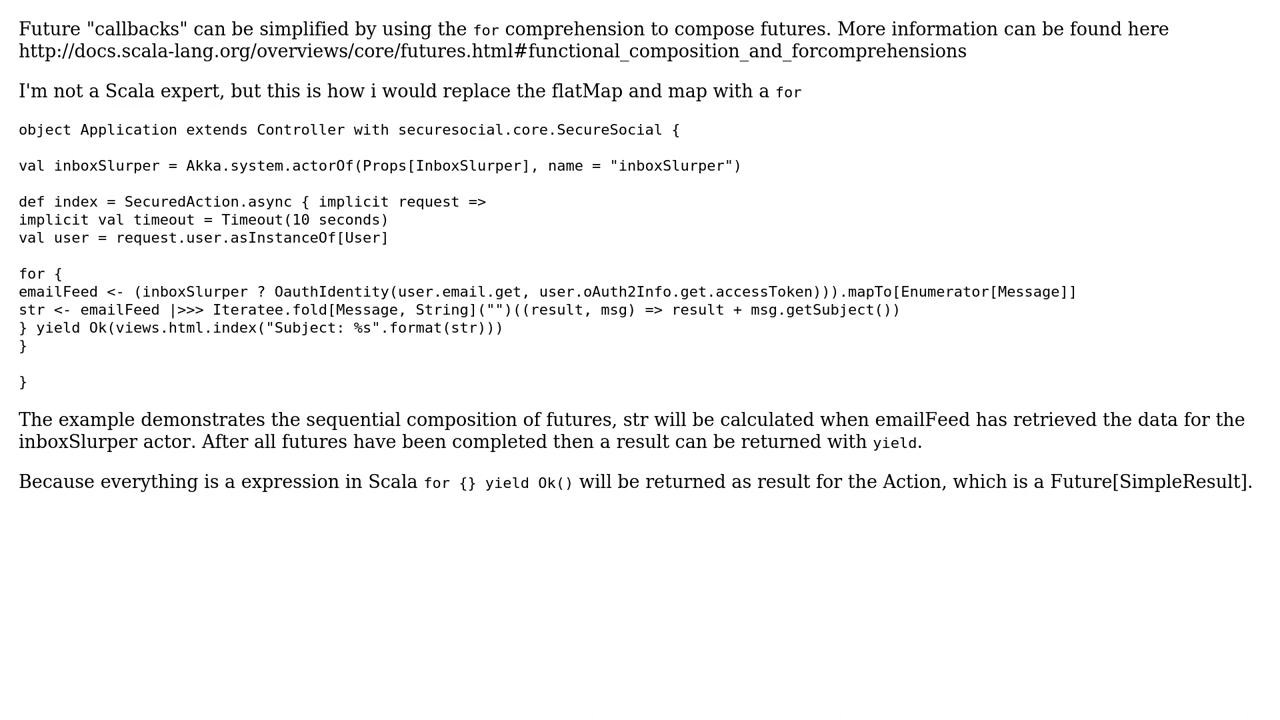 Future "callbacks" can be simplified by using the for comprehension to compose futures. More information can be found here
http://docs.scala-lang.org/overviews/core/futures.html#functional_composition_and_forcomprehensions
I'm not a Scala expert, but this is how i would replace the flatMap and map with a for
object Application extends Controller with securesocial.core.SecureSocial {
val inboxSlurper = Akka.system.actorOf(Props[InboxSlurper], name = "inboxSlurper")
def index = SecuredAction.async { implicit request =>
implicit val timeout = Timeout(10 seconds)
val user = request.user.asInstanceOf[User]
for {
emailFeed <- (inboxSlurper ? OauthIdentity(user.email.get, user.oAuth2Info.get.accessToken))).mapTo[Enumerator[Message]]
str <- emailFeed |>>> Iteratee.fold[Message, String]("")((result, msg) => result + msg.getSubject())
} yield Ok(views.html.index("Subject: %s".format(str)))
}
}
The example demonstrates the sequential composition of futures, str will be calculated when emailFeed has retrieved the data for the
inboxSlurper actor. After all futures have been completed then a result can be returned with yield.
Because everything is a expression in Scala for {} yield Ok() will be returned as result for the Action, which is a Future[SimpleResult].